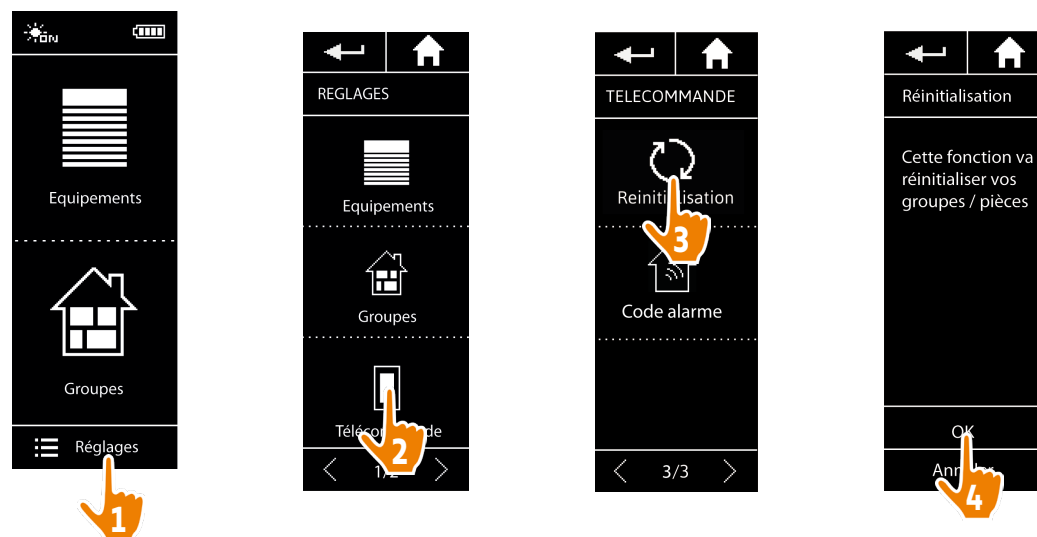 ON
Equipements
Groupes
Réglages
1
REGLAGES
Equipements
Groupes
1/2
2
TELECOMMANDE
3
Code alarme
3/3
Réinitialisation
Cette fonction va
réinitialiser vos
groupes / pièces
OK
4